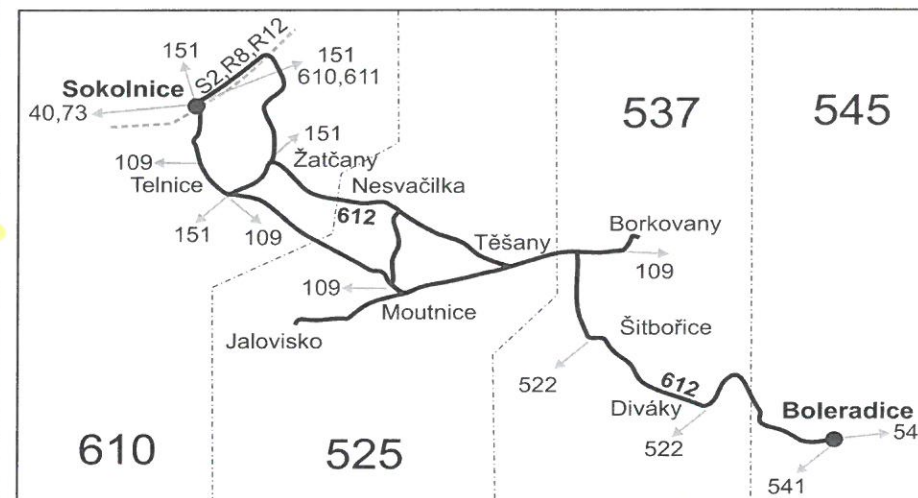 151
S2,R8,R12
151
610,611
Sokolnice
40,73
537
545
151
109
Žatčany
Telnice
Nesvačilka
612
Borkovany
151
109
Těšany
109
109
Moutnice
Šitbořice
Jalovisko
522
612
Diváky
Boleradice
54
610
525
522
541